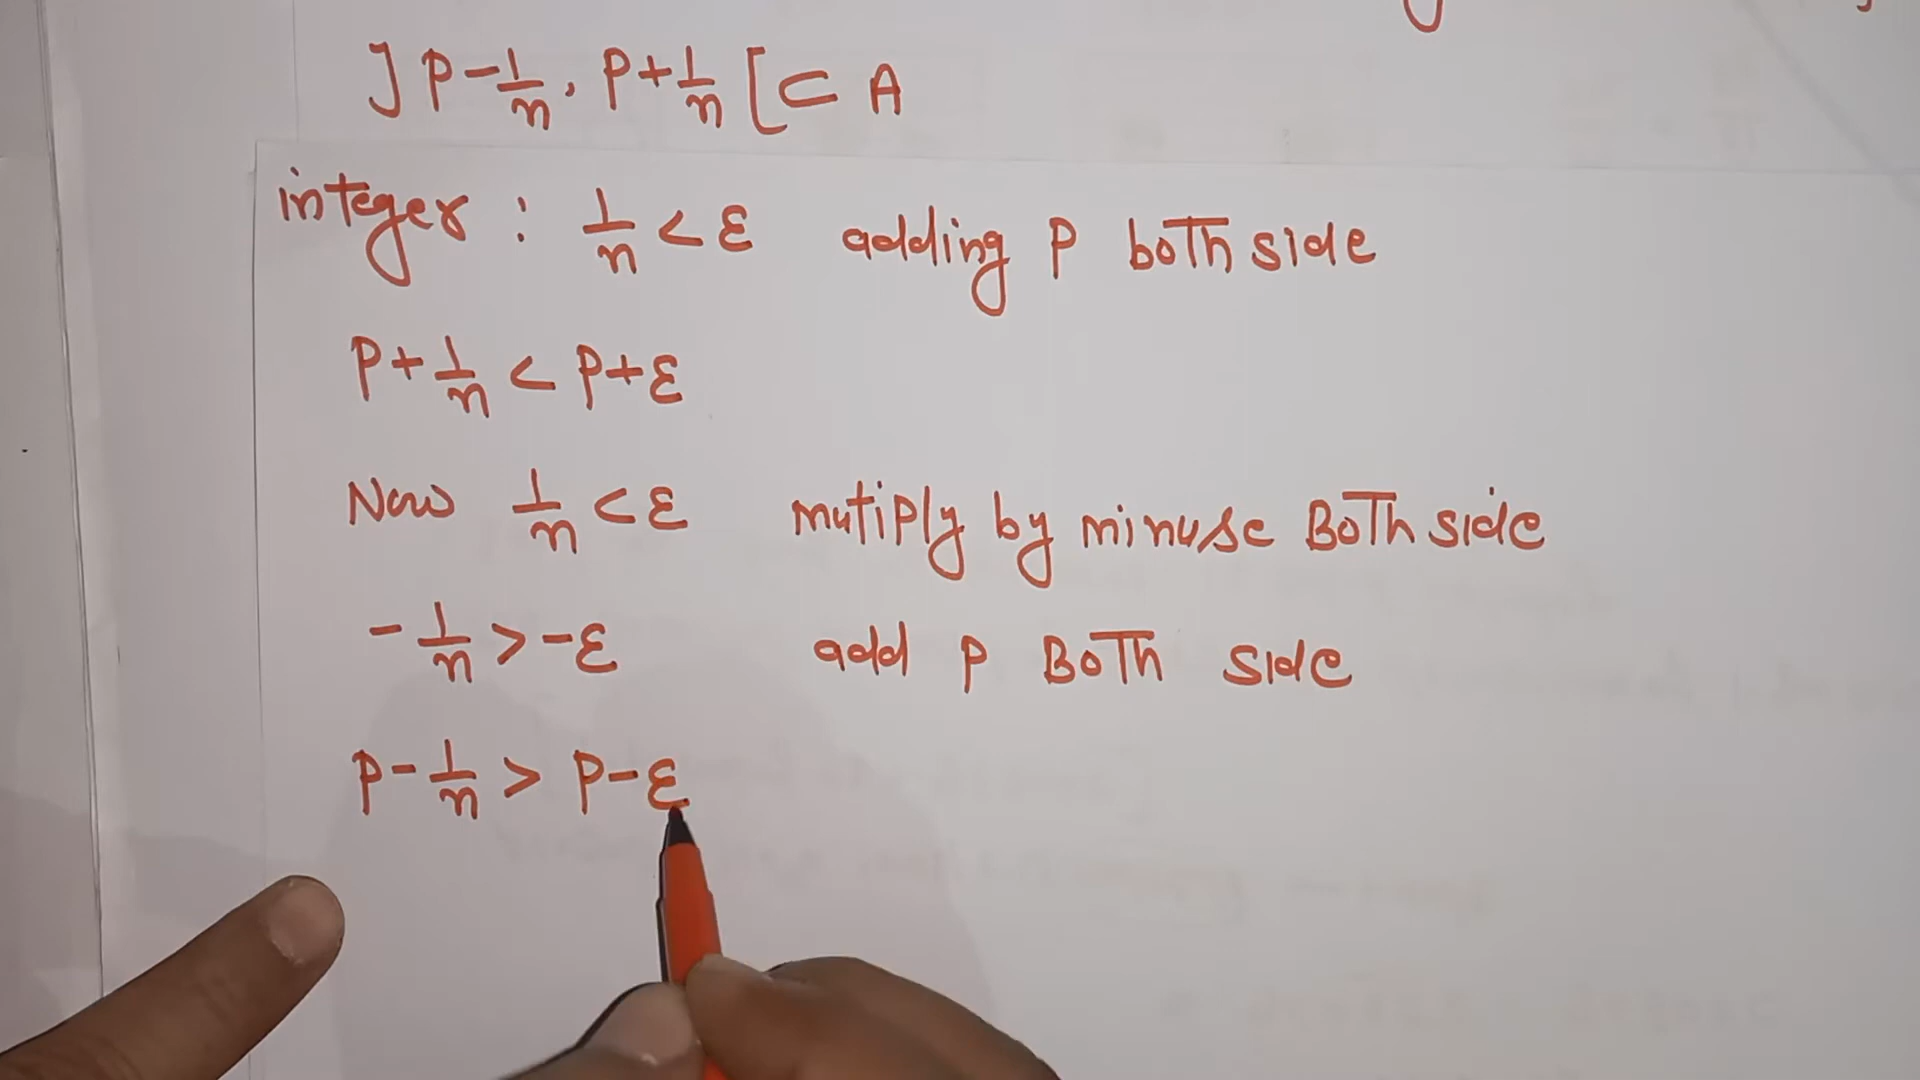 ]P-1/n, P+1/n[ ⊂ A
integer : 1/n < ε adding P both side
P+1/n < P+ε
Now 1/n < ε mutiply by minuse Both side
-1/n > -ε add P Both side
P-1/n > P-ε